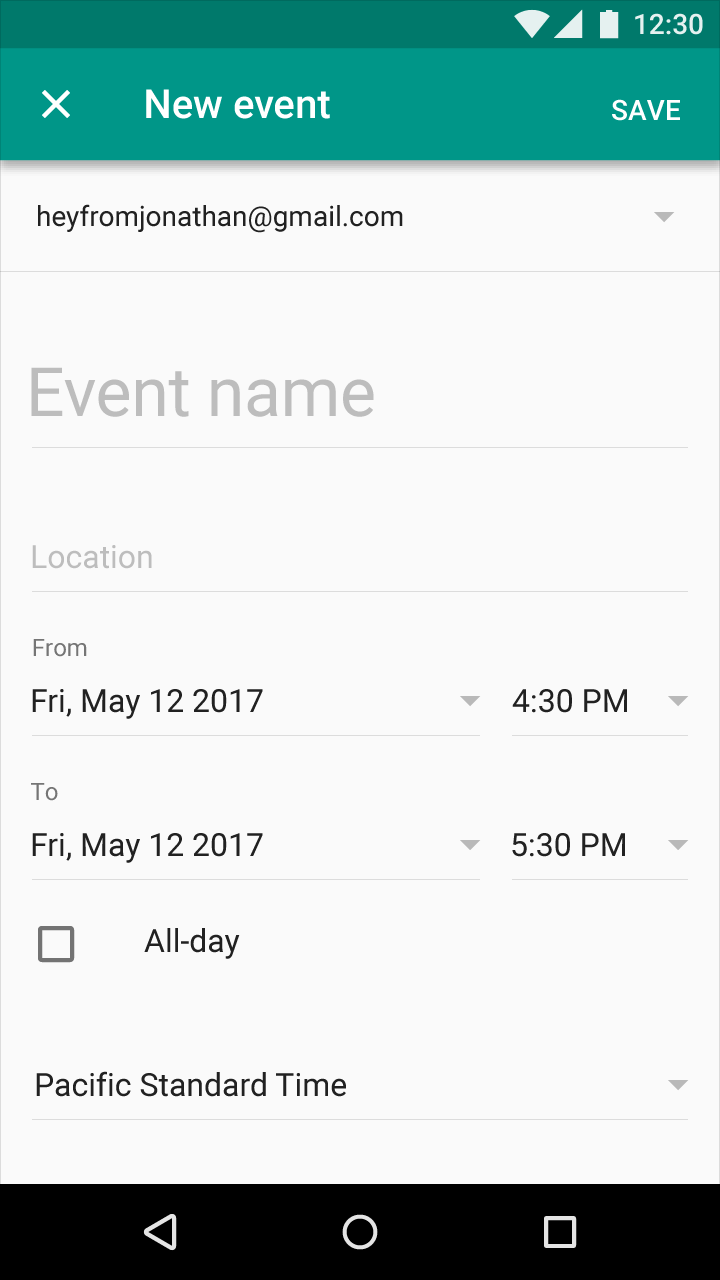 12:30
New event
SAVE
heyfromjonathan@gmail.com
Event name
Location
From
Fri, May 12 2017 4:30 PM
To
Fri, May 12 2017 5:30 PM
All-day
Pacific Standard Time